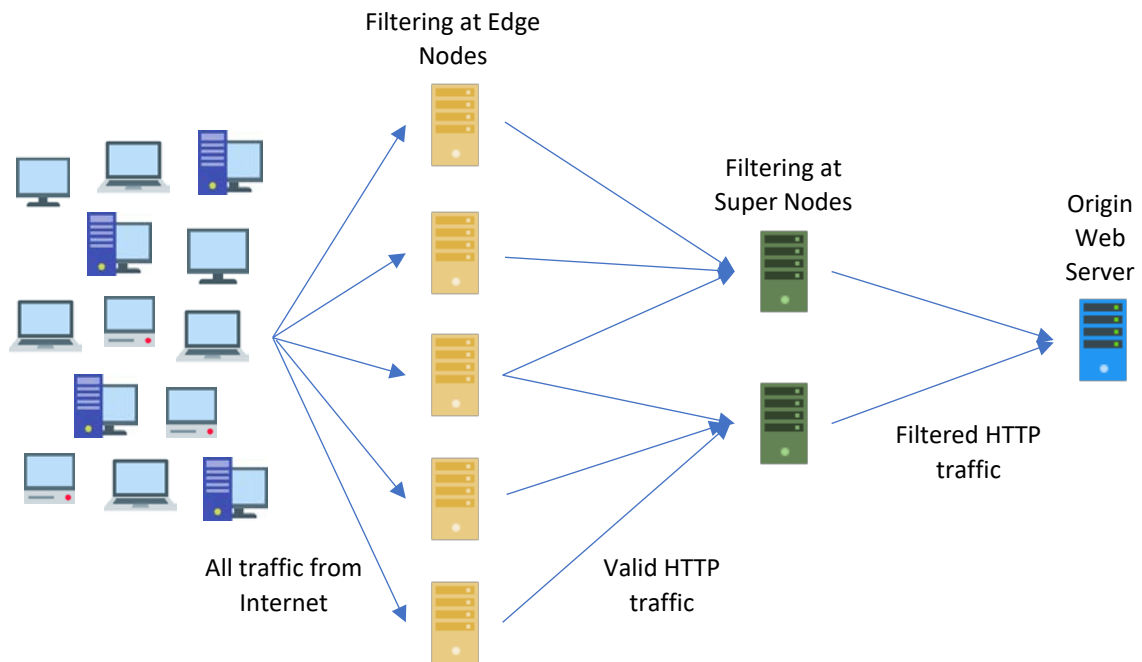 Filtering at Edge
Nodes
Filtering at
Super Nodes
Origin
Web
Server
Filtered HTTP
traffic
All traffic from
Internet
Valid HTTP
traffic